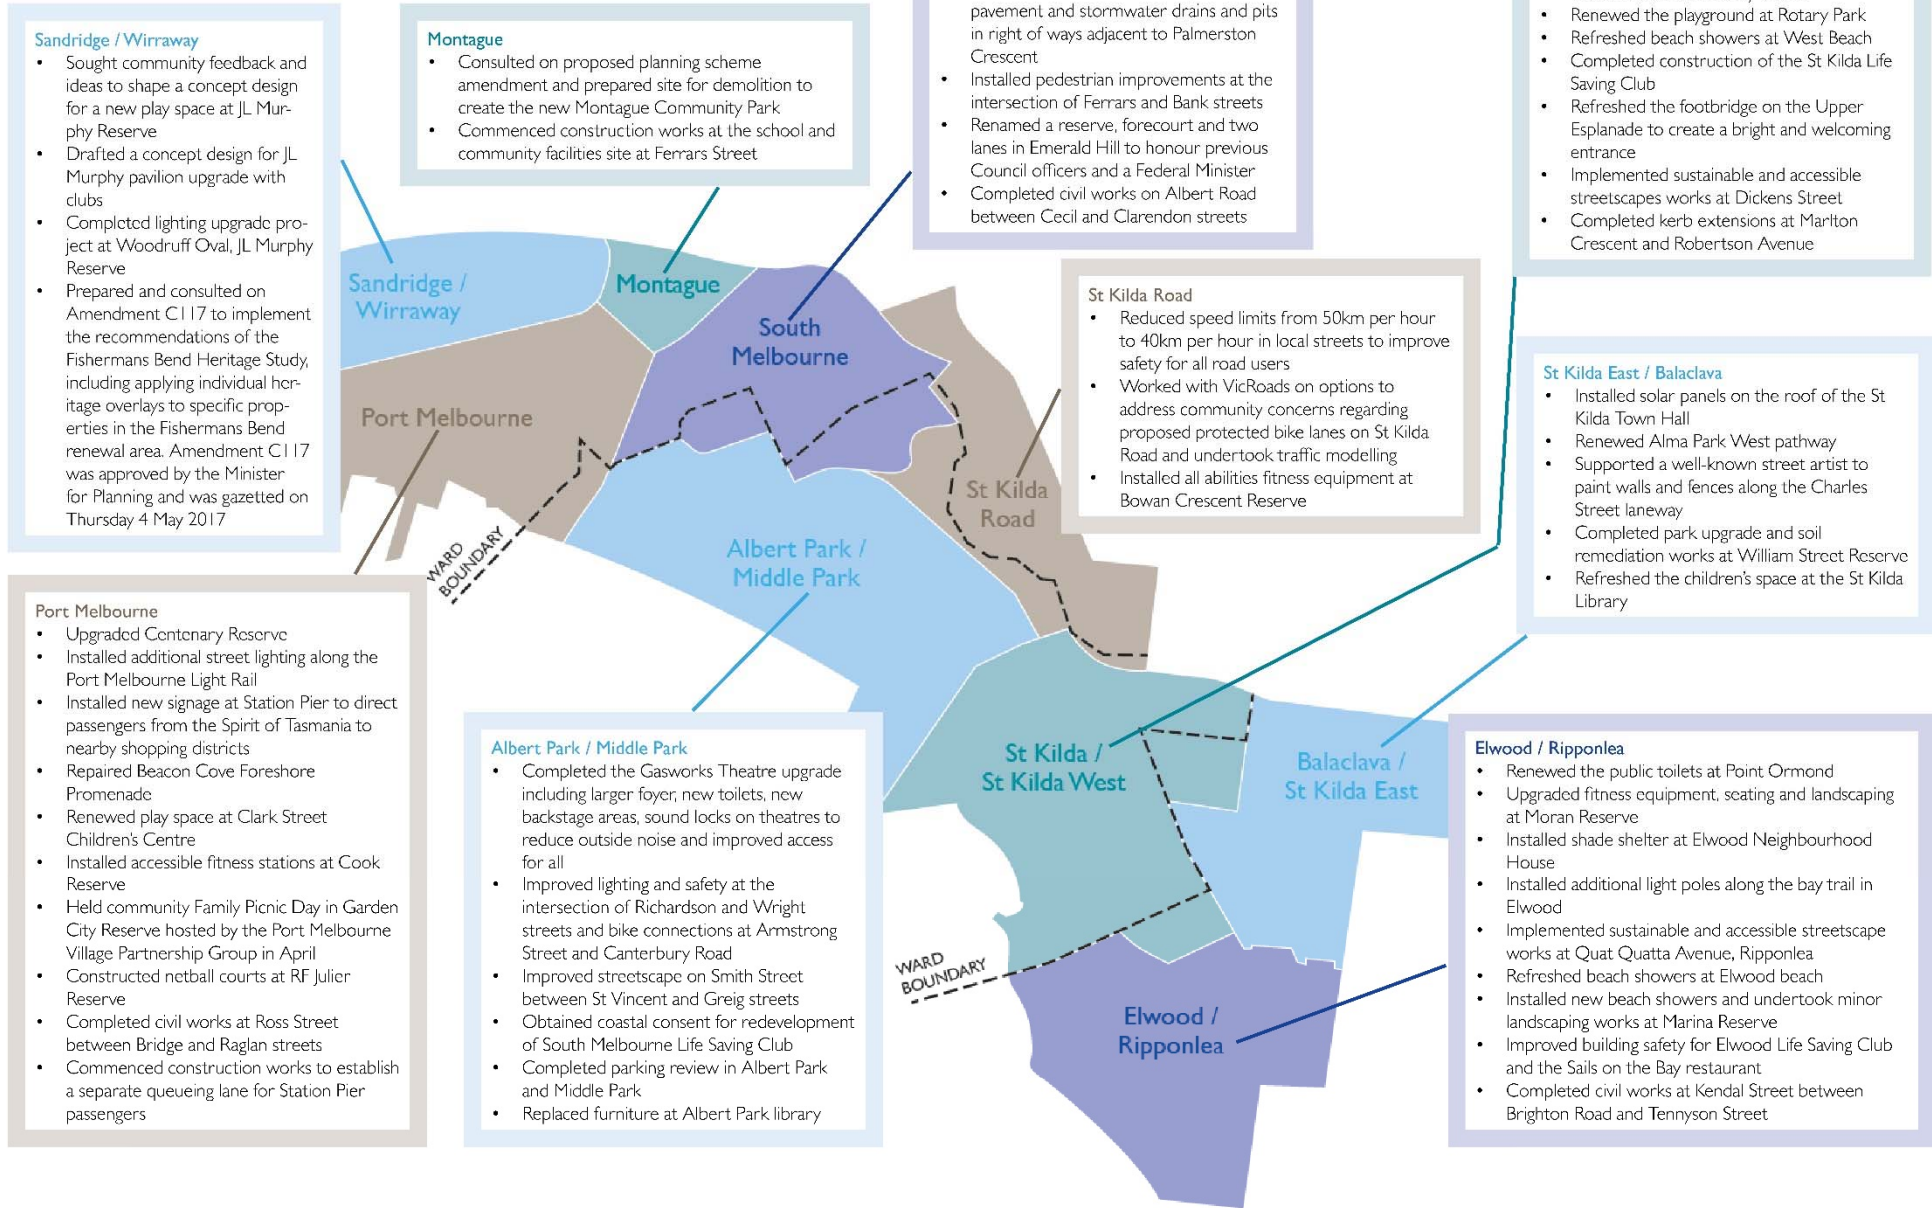 Sandridge / Wirraway
• Sought community feedback and
ideas to shape a concept design
for a new play space at JL Mur-
phy Reserve
• Drafted a concept design for JL
Murphy pavilion upgrade with
clubs
• Completed lighting upgrade pro-
ject at Woodruff Oval, JL Murphy
Reserve
• Prepared and consulted on
Amendment C117 to implement
the recommendations of the
Fishermans Bend Heritage Study,
including applying individual her-
itage overlays to specific prop-
erties in the Fishermans Bend
renewal area. Amendment C117
was approved by the Minister
for Planning and was gazetted on
Thursday 4 May 2017
Montague
• Consulted on proposed planning scheme
amendment and prepared site for demolition to
create the new Montague Community Park
• Commenced construction works at the school and
community facilities site at Ferrars Street
pavement and stormwater drains and pits
in right of ways adjacent to Palmerston
Crescent
• Installed pedestrian improvements at the
intersection of Ferrars and Bank streets
• Renamed a reserve, forecourt and two
lanes in Emerald Hill to honour previous
Council officers and a Federal Minister
• Completed civil works on Albert Road
between Cecil and Clarendon streets
• Renewed the playground at Rotary Park
• Refreshed beach showers at West Beach
• Completed construction of the St Kilda Life
Saving Club
• Refreshed the footbridge on the Upper
Esplanade to create a bright and welcoming
entrance
• Implemented sustainable and accessible
streetscapes works at Dickens Street
• Completed kerb extensions at Marlton
Crescent and Robertson Avenue
St Kilda Road
• Reduced speed limits from 50km per hour
to 40km per hour in local streets to improve
safety for all road users
• Worked with VicRoads on options to
address community concerns regarding
proposed protected bike lanes on St Kilda
Road and undertook traffic modelling
• Installed all abilities fitness equipment at
Bowan Crescent Reserve
St Kilda East / Balaclava
• Installed solar panels on the roof of the St
Kilda Town Hall
• Renewed Alma Park West pathway
• Supported a well-known street artist to
paint walls and fences along the Charles
Street laneway
• Completed park upgrade and soil
remediation works at William Street Reserve
• Refreshed the children's space at the St Kilda
Library
Sandridge /
Wirraway
Montague
South
Melbourne
Port Melbourne
St Kilda
Road
Albert Park /
Middle Park
WARD
BOUNDARY
St Kilda /
St Kilda West
Balaclava /
St Kilda East
WARD
BOUNDARY
Elwood /
Ripponlea
Port Melbourne
• Upgraded Centenary Reserve
• Installed additional street lighting along the
Port Melbourne Light Rail
• Installed new signage at Station Pier to direct
passengers from the Spirit of Tasmania to
nearby shopping districts
• Repaired Beacon Cove Foreshore
Promenade
• Renewed play space at Clark Street
Children's Centre
• Installed accessible fitness stations at Cook
Reserve
• Held community Family Picnic Day in Garden
City Reserve hosted by the Port Melbourne
Village Partnership Group in April
• Constructed netball courts at RF Julier
Reserve
• Completed civil works at Ross Street
between Bridge and Raglan streets
• Commenced construction works to establish
a separate queueing lane for Station Pier
passengers
Albert Park / Middle Park
• Completed the Gasworks Theatre upgrade
including larger foyer, new toilets, new
backstage areas, sound locks on theatres to
reduce outside noise and improved access
for all
• Improved lighting and safety at the
intersection of Richardson and Wright
streets and bike connections at Armstrong
Street and Canterbury Road
• Improved streetscape on Smith Street
between St Vincent and Greig streets
• Obtained coastal consent for redevelopment
of South Melbourne Life Saving Club
• Completed parking review in Albert Park
and Middle Park
• Replaced furniture at Albert Park library
Elwood / Ripponlea
• Renewed the public toilets at Point Ormond
• Upgraded fitness equipment, seating and landscaping
at Moran Reserve
• Installed shade shelter at Elwood Neighbourhood
House
• Installed additional light poles along the bay trail in
Elwood
• Implemented sustainable and accessible streetscape
works at Quat Quatta Avenue, Ripponlea
• Refreshed beach showers at Elwood beach
• Installed new beach showers and undertook minor
landscaping works at Marina Reserve
• Improved building safety for Elwood Life Saving Club
and the Sails on the Bay restaurant
• Completed civil works at Kendal Street between
Brighton Road and Tennyson Street